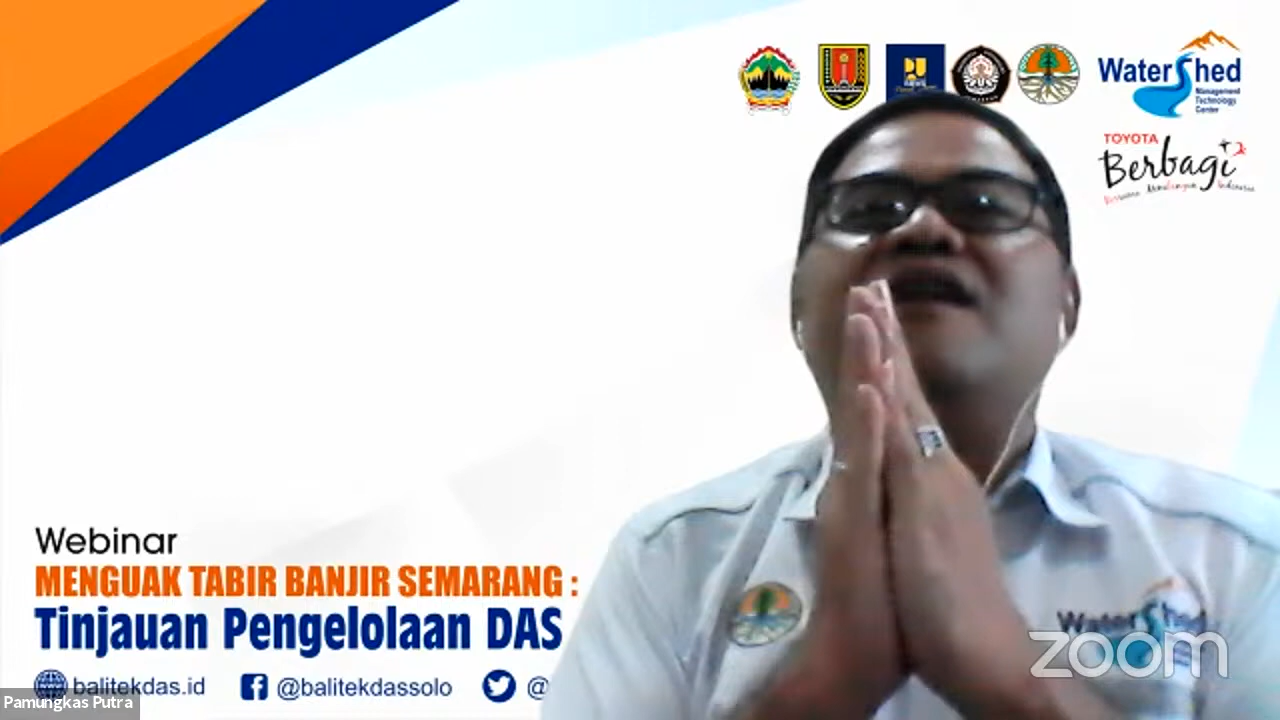 WaterShed
Management
Technology
Center
TOYOTA
Berbagi
Webinar
MENGUAK TABIR BANJIR SEMARANG :
Tinjauan Pengelolaan DAS
balitekdas.id
@balitekdassolo
@
Pamungkas Putra
WaterShed
zoom